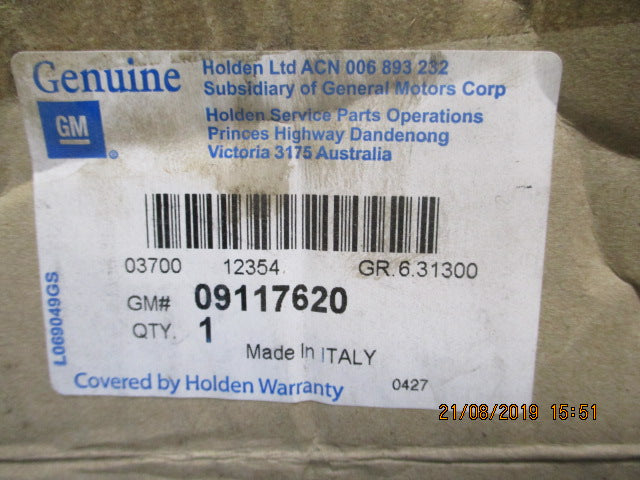 Genuine
GM
®
Holden Ltd ACN 006 893 232
Subsidiary of General Motors Corp
Holden Service Parts Operations
Princes Highway Dandenong
Victoria 3175 Australia
03700 12354 GR.6.31300
GM# 09117620
QTY. 1
Made In ITALY
Covered by Holden Warranty 0427
L069049GS
21/08/2019 15:51